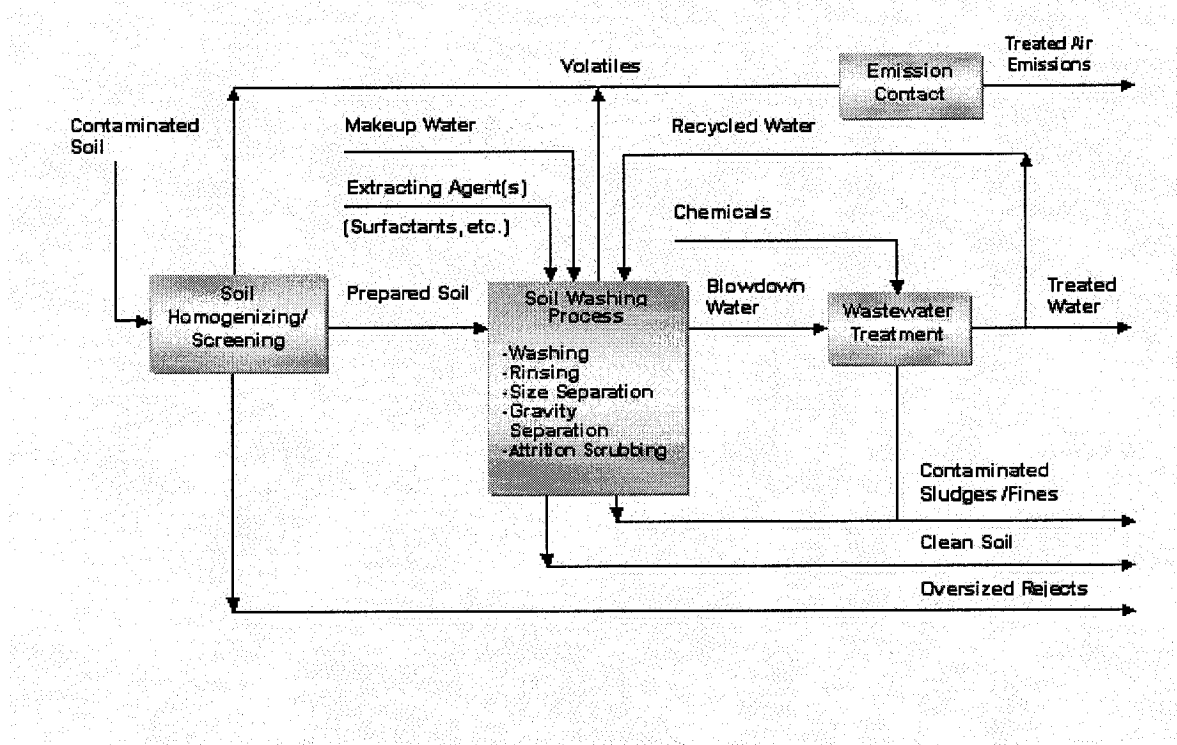 Treated Air
Emissions
Volatiles
Emission
Contact
Contaminated
Soil
Makeup Water
Recycled Water
Extracting Agent(s)
(Surfactants, etc.)
Chemicals
Soil
Homogenizing/
Screening
Prepared Soil
Soil Washing
Process
-Washing
-Rinsing
-Size Separation
-Gravity
Separation
-Attrition Scrubbing
Blowdown
Water
Wastewater
Treatment
Treated
Water
Contaminated
Sludges/Fines
Clean Soil
Oversized Rejects